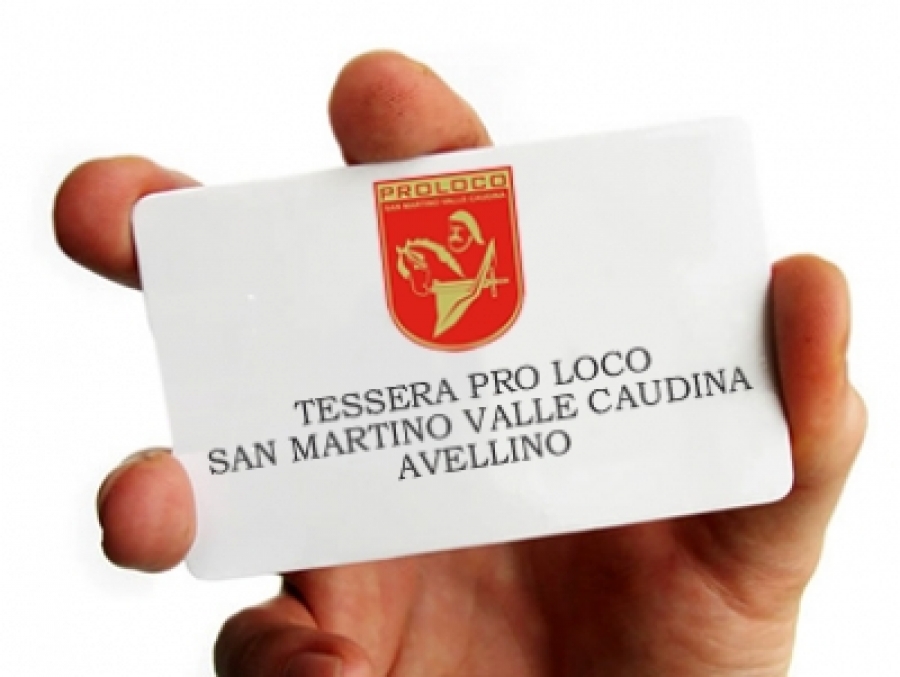 PROLOCO
SAN MARTINO VALLE CAUDINA
TESSERA PRO LOCO
SAN MARTINO VALLE CAUDINA
AVELLINO